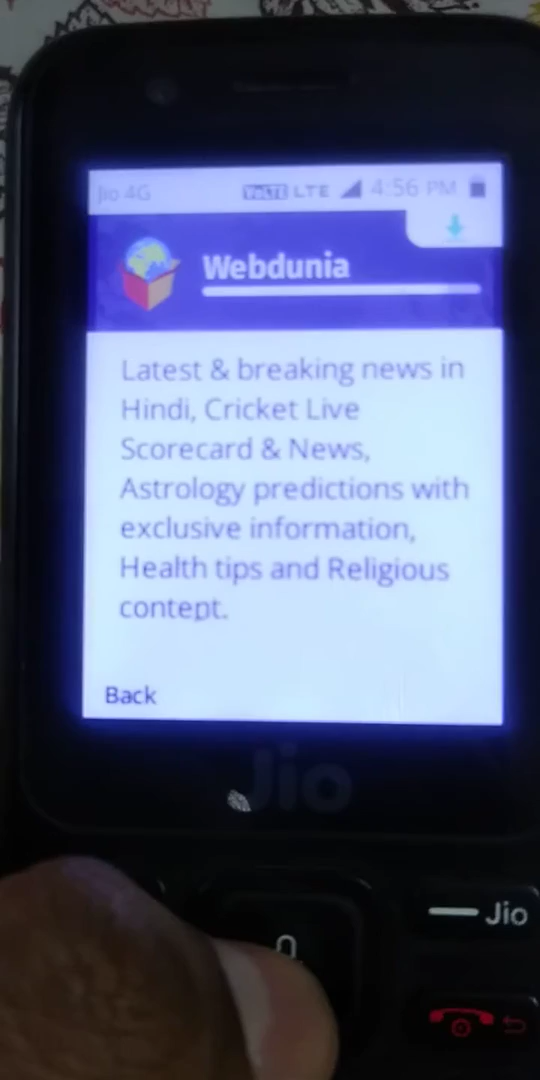 Jio 4G VoLTE LTE 4:56 PM
Webdunia
Latest & breaking news in
Hindi, Cricket Live
Scorecard & News,
Astrology predictions with
exclusive information,
Health tips and Religious
content.
Back
Jio
Jio